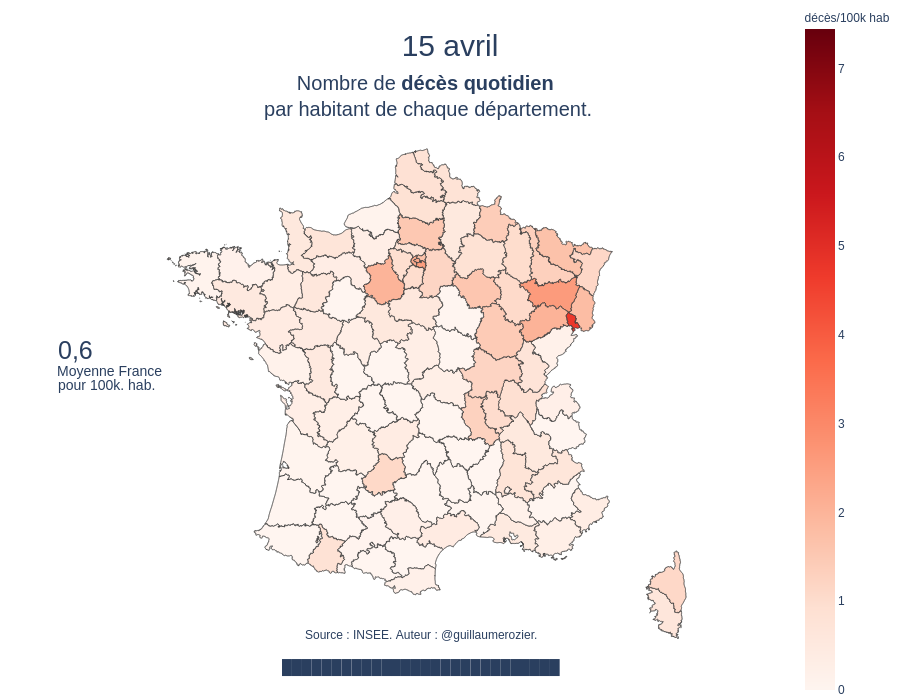 décès/100k hab
15 avril
Nombre de décès quotidien
par habitant de chaque département.
7
6
5
4
3
2
1
0
0,6
Moyenne France
pour 100k. hab.
Source : INSEE. Auteur : @guillaumerozier.